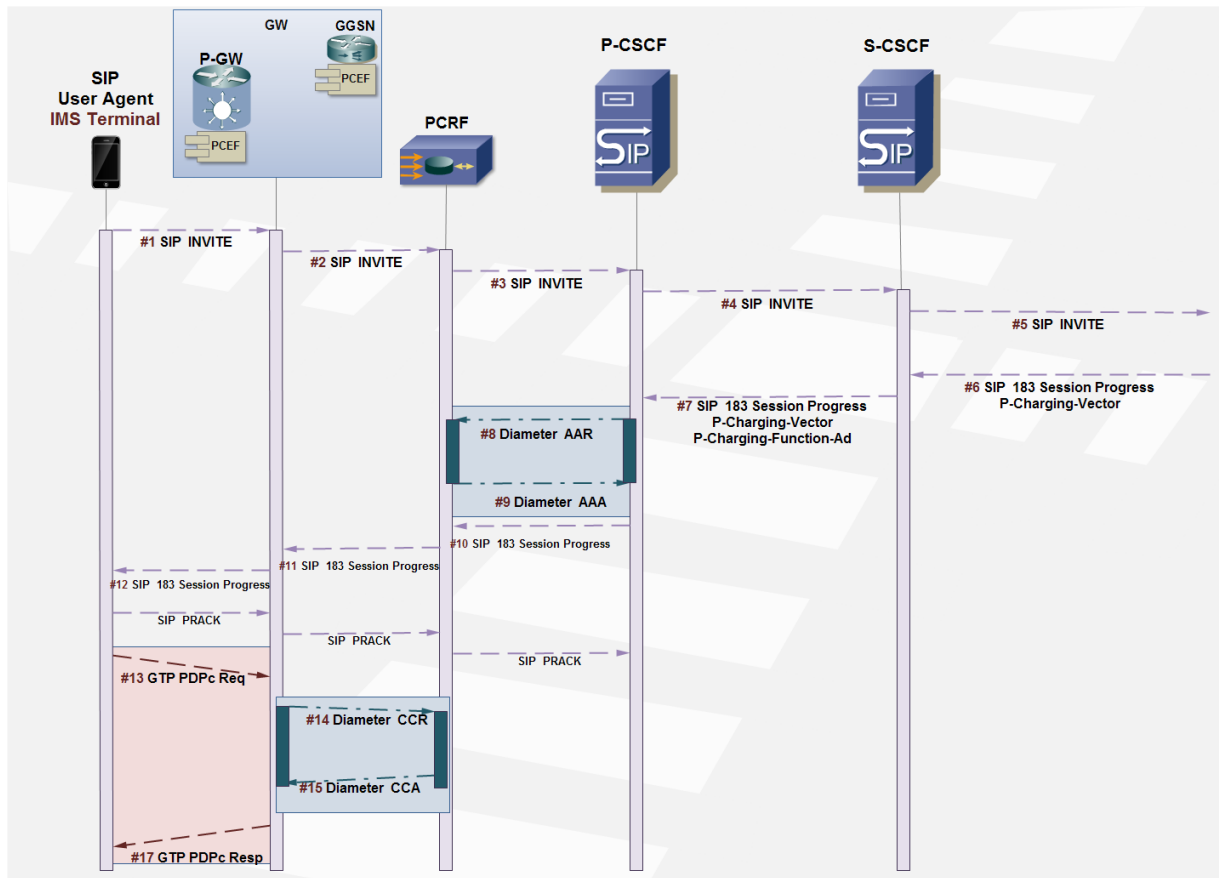 GW
GGSN
P-GW
PCEF
PCEF
SIP
User Agent
IMS Terminal
PCRF
P-CSCF
SIP
S-CSCF
SIP
#1 SIP INVITE
#2 SIP INVITE
#3 SIP INVITE
#4 SIP INVITE
#5 SIP INVITE
#6 SIP 183 Session Progress
P-Charging-Vector
#7 SIP 183 Session Progress
P-Charging-Vector
P-Charging-Function-Ad
#8 Diameter AAR
#9 Diameter AAA
#10 SIP 183 Session Progress
#11 SIP 183 Session Progress
#12 SIP 183 Session Progress
SIP PRACK
SIP PRACK
SIP PRACK
#13 GTP PDPc Req
#14 Diameter CCR
#15 Diameter CCA
#17 GTP PDPc Resp